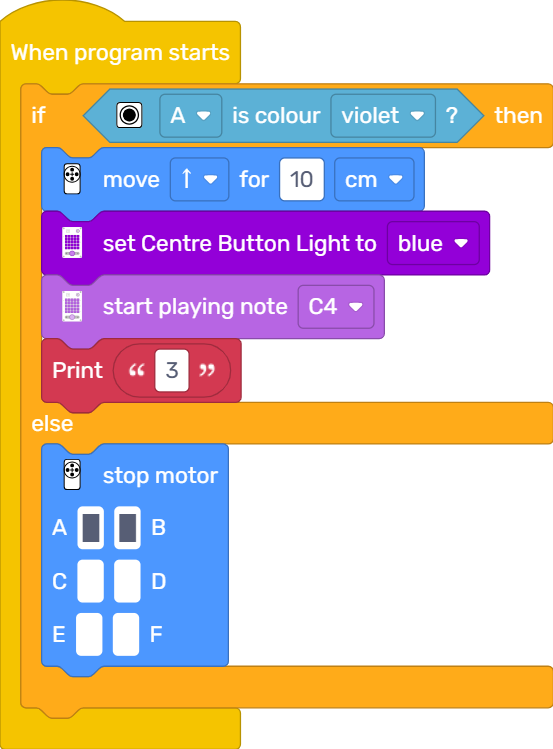 When program starts
if A is colour violet ? then
move ↑ for 10 cm
set Centre Button Light to blue
start playing note C4
Print “ 3 ”
else
stop motor
A B
C D
E F